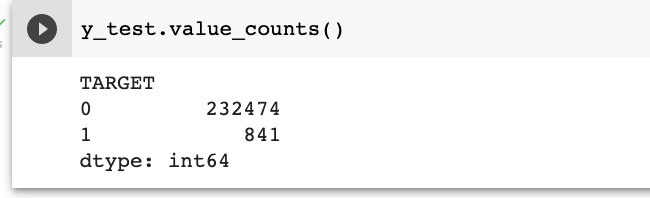 y_test.value_counts()
TARGET
0 232474
1 841
dtype: int64